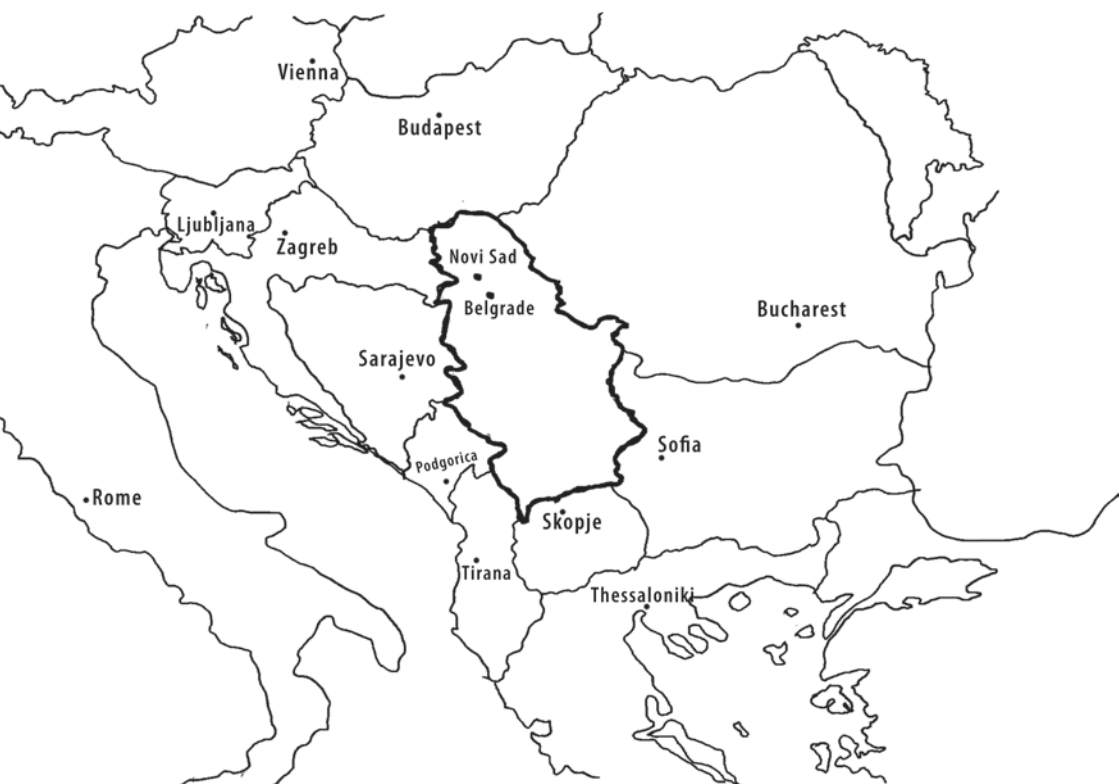 Vienna
Budapest
Ljubljana
Zagreb
Novi Sad
Belgrade
Bucharest
Sarajevo
Sofia
Podgorica
Rome
Skopje
Tirana
Thessaloniki